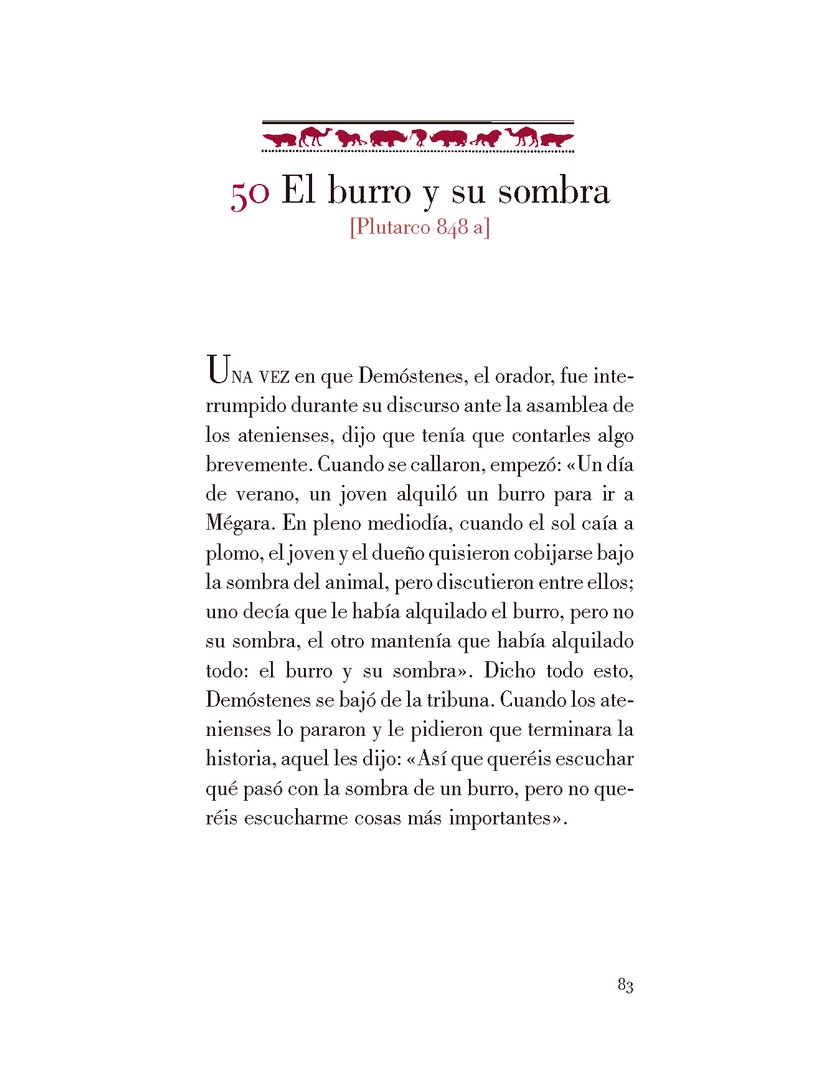 50 El burro y su sombra
[Plutarco 848 a]
UNA VEZ en que Demóstenes, el orador, fue inte-
rrumpido durante su discurso ante la asamblea de
los atenienses, dijo que tenía que contarles algo
brevemente. Cuando se callaron, empezó: «Un día
de verano, un joven alquiló un burro para ir a
Mégara. En pleno mediodía, cuando el sol caía a
plomo, el joven y el dueño quisieron cobijarse bajo
la sombra del animal, pero discutieron entre ellos;
uno decía que le había alquilado el burro, pero no
su sombra, el otro mantenía que había alquilado
todo: el burro y su sombra». Dicho todo esto,
Demóstenes se bajó de la tribuna. Cuando los ate-
nienses lo pararon y le pidieron que terminara la
historia, aquel les dijo: «Así que queréis escuchar
qué pasó con la sombra de un burro, pero no que-
réis escucharme cosas más importantes».
83